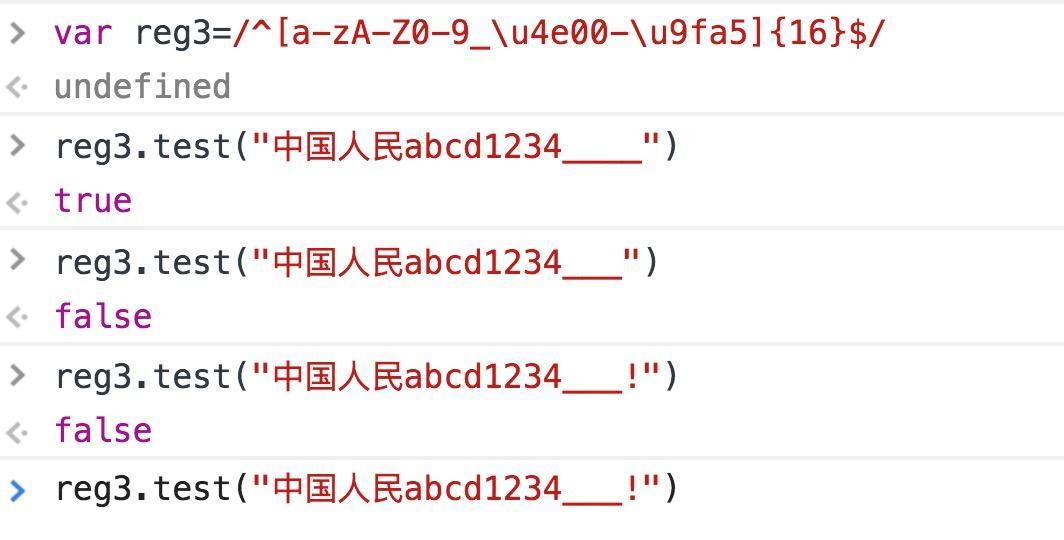 > var reg3=/^[a-zA-Z0-9_\u4e00-\u9fa5]{16}$/
undefined
> reg3.test("中国人民abcd1234____")
true
> reg3.test("中国人民abcd1234___")
false
> reg3.test("中国人民abcd1234___!")
false
> reg3.test("中国人民abcd1234___!")